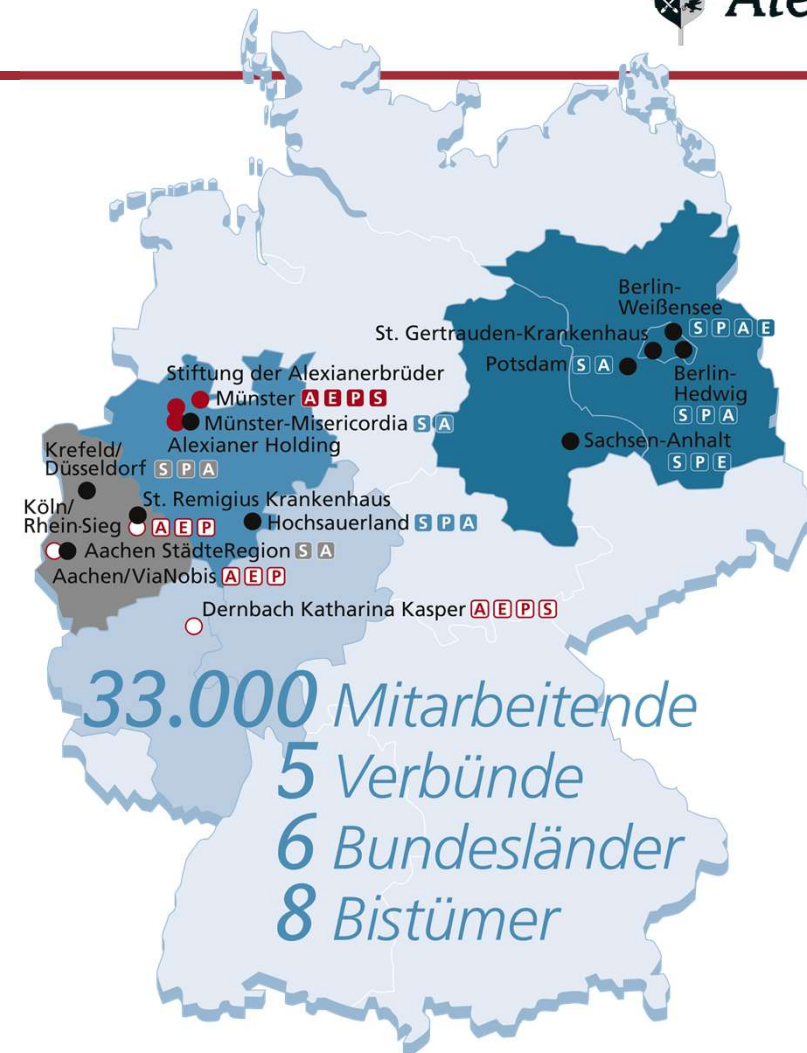 Berlin-
Weißensee
S P A E
St. Gertrauden-Krankenhaus
Potsdam S A
Berlin-
Hedwig
S P A
Stiftung der Alexianerbrüder
Münster A E P S
Münster-Misericordia S A
Alexianer Holding
Sachsen-Anhalt
S P E
Krefeld/
Düsseldorf S P A
St. Remigius Krankenhaus
Köln/
Rhein-Sieg A E P
Hochsauerland S P A
Aachen StädteRegion S A
Aachen/ViaNobis A E P
Dernbach Katharina Kasper A E P S
33.000 Mitarbeitende
5 Verbünde
6 Bundesländer
8 Bistümer